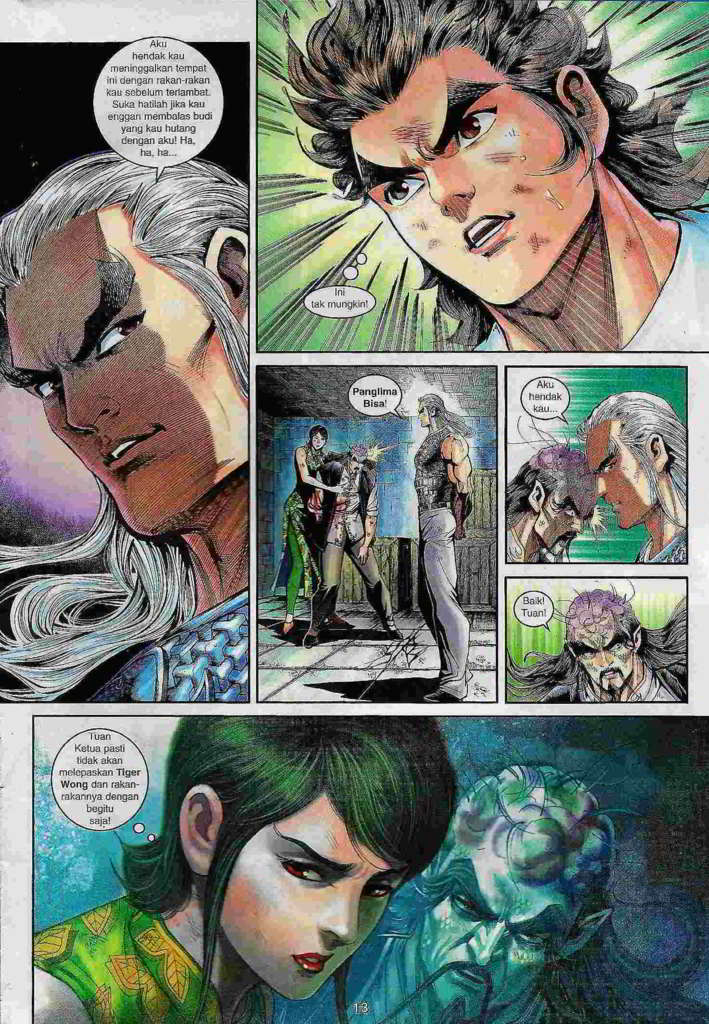 Aku
hendak kau
meninggalkan tempat
ini dengan rakan-rakan
kau sebelum terlambat.
Suka hatilah jika kau
enggan membalas budi
yang kau hutang
dengan aku! Ha,
ha, ha...
Ini
tak mungkin!
Panglima
Bisa!
Aku
hendak
kau...
Baik!
Tuan!
Tuan
Ketua pasti
tidak akan
melepaskan Tiger
Wong dan rakan-
rakannya dengan
begitu
saja!
13